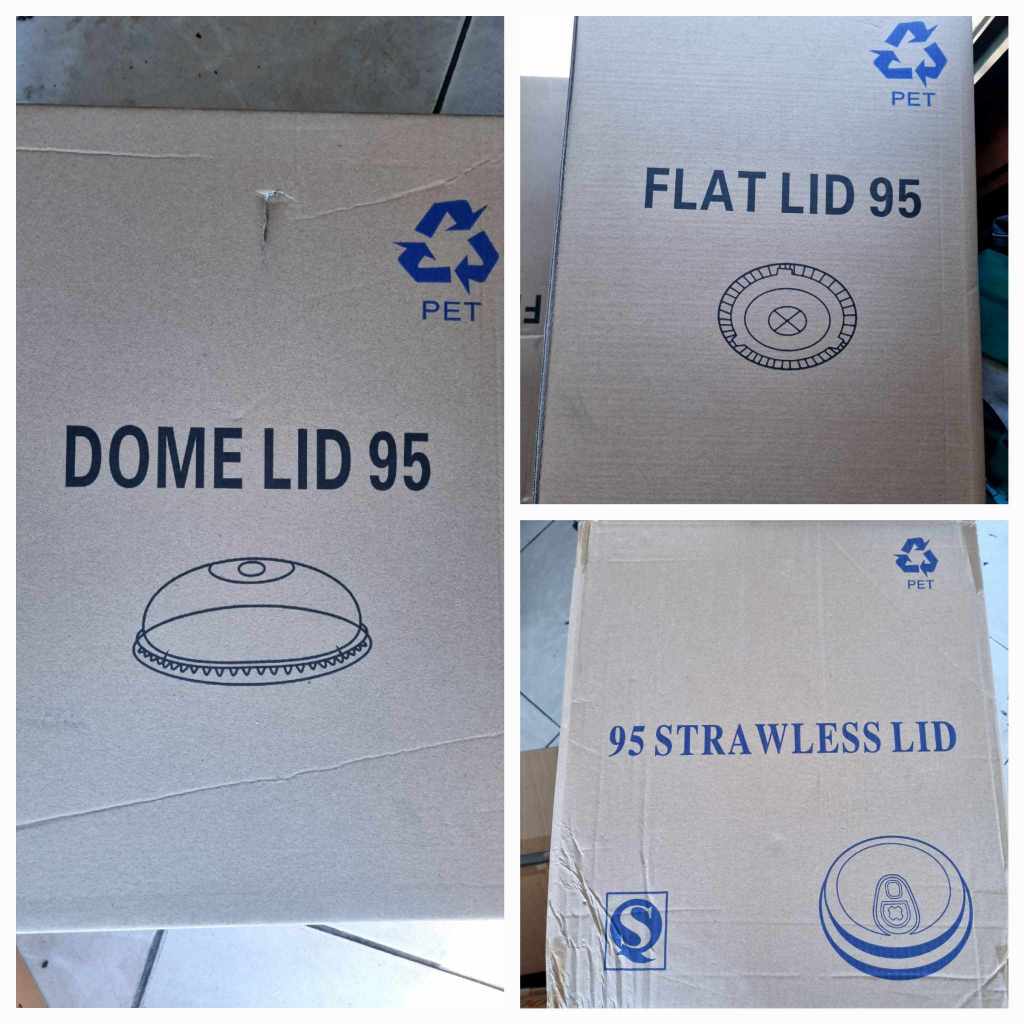 PET
DOME LID 95
PET
FLAT LID 95
PET
95 STRAWLESS LID